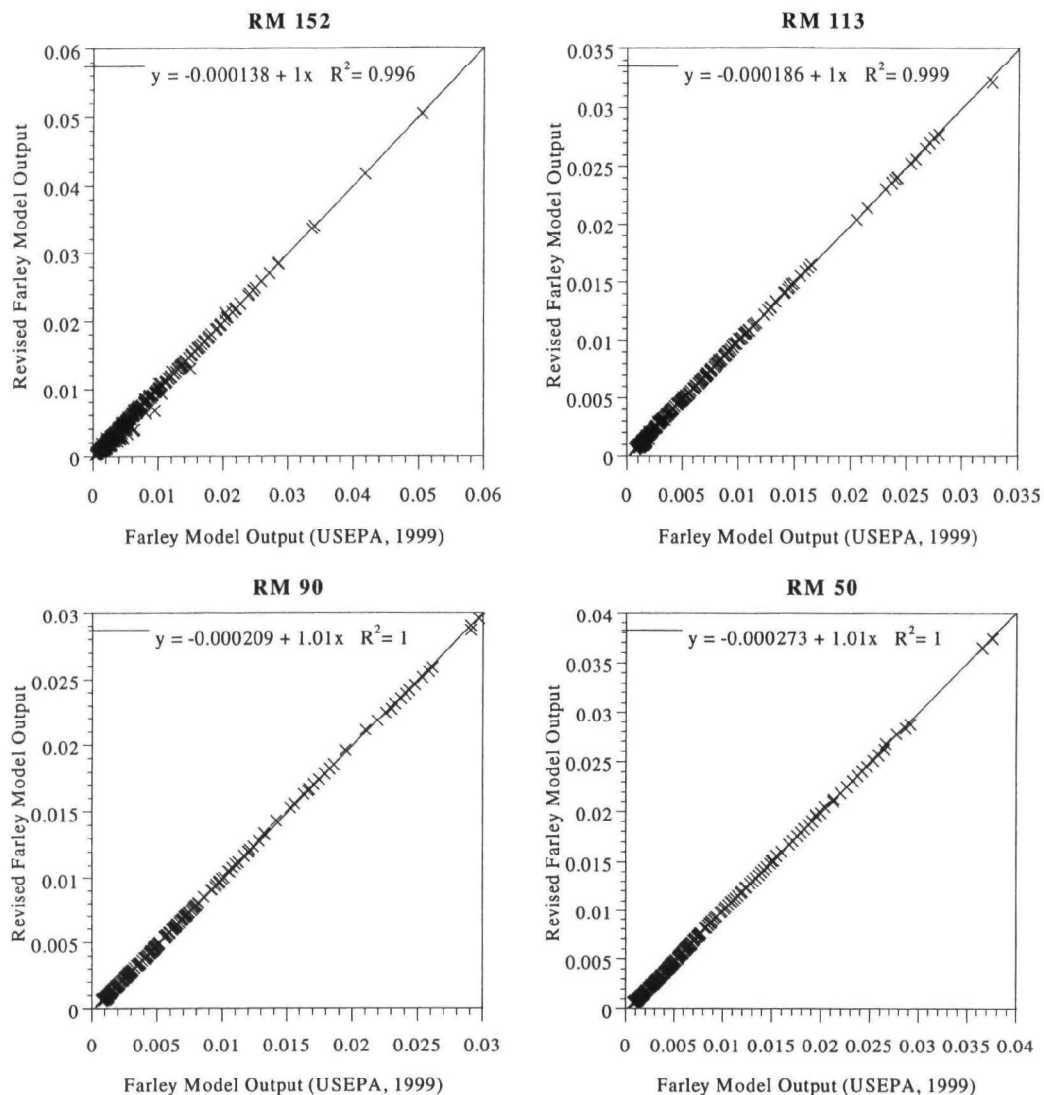 RM 152
y = -0.000138 + 1x R²= 0.996
Revised Farley Model Output
0.06
0.05
0.04
0.03
0.02
0.01
0
0 0.01 0.02 0.03 0.04 0.05 0.06
Farley Model Output (USEPA, 1999)
RM 113
y = -0.000186 + 1x R²= 0.999
Revised Farley Model Output
0.035
0.03
0.025
0.02
0.015
0.01
0.005
0
0 0.005 0.01 0.015 0.02 0.025 0.03 0.035
Farley Model Output (USEPA, 1999)
RM 90
y = -0.000209 + 1.01x R²= 1
Revised Farley Model Output
0.03
0.025
0.02
0.015
0.01
0.005
0
0 0.005 0.01 0.015 0.02 0.025 0.03
Farley Model Output (USEPA, 1999)
RM 50
y = -0.000273 + 1.01x R²= 1
Revised Farley Model Output
0.04
0.035
0.03
0.025
0.02
0.015
0.01
0.005
0
0 0.005 0.01 0.015 0.02 0.025 0.03 0.035 0.04
Farley Model Output (USEPA, 1999)